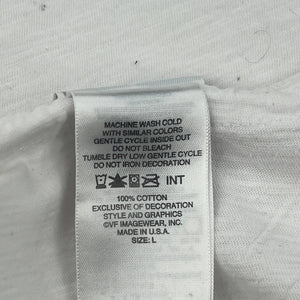 MACHINE WASH COLD
WITH SIMILAR COLORS
GENTLE CYCLE INSIDE OUT
DO NOT BLEACH
TUMBLE DRY LOW GENTLE CYCLE
DO NOT IRON DECORATION
INT
100% COTTON
EXCLUSIVE OF DECORATION
STYLE AND GRAPHICS
©VF IMAGEWEAR, INC.
MADE IN U.S.A.
SIZE: L